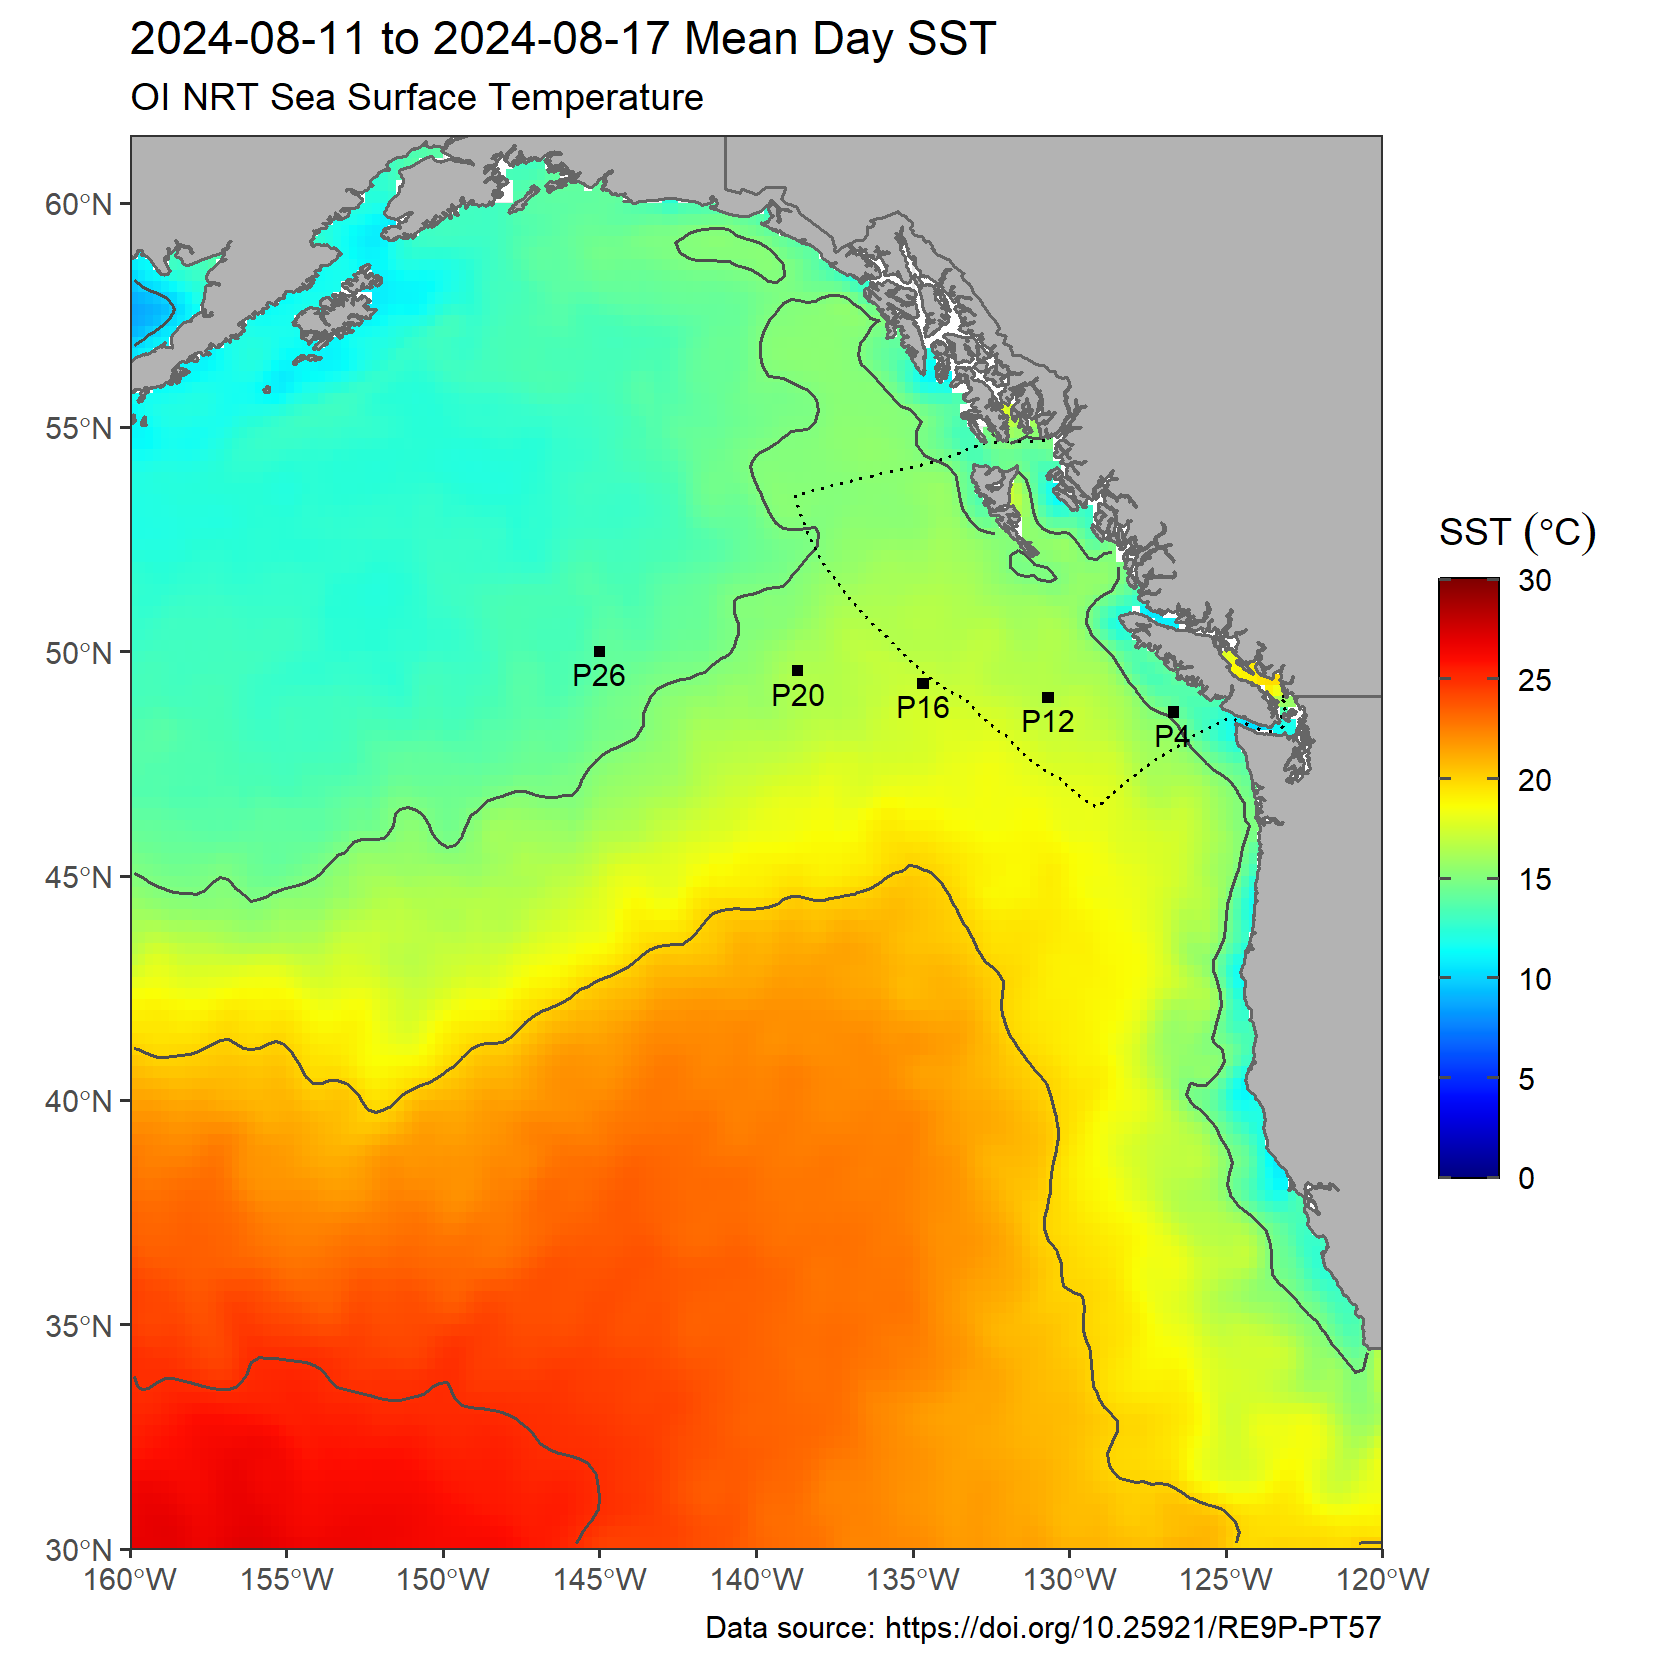 2024-08-11 to 2024-08-17 Mean Day SST
OI NRT Sea Surface Temperature
60°N
55°N
50°N
45°N
40°N
35°N
30°N
P26
P20
P16
P12
P4
160°W
155°W
150°W
145°W
140°W
135°W
130°W
125°W
120°W
SST (°C)
30
25
20
15
10
5
0
Data source: https://doi.org/10.25921/RE9P-PT57